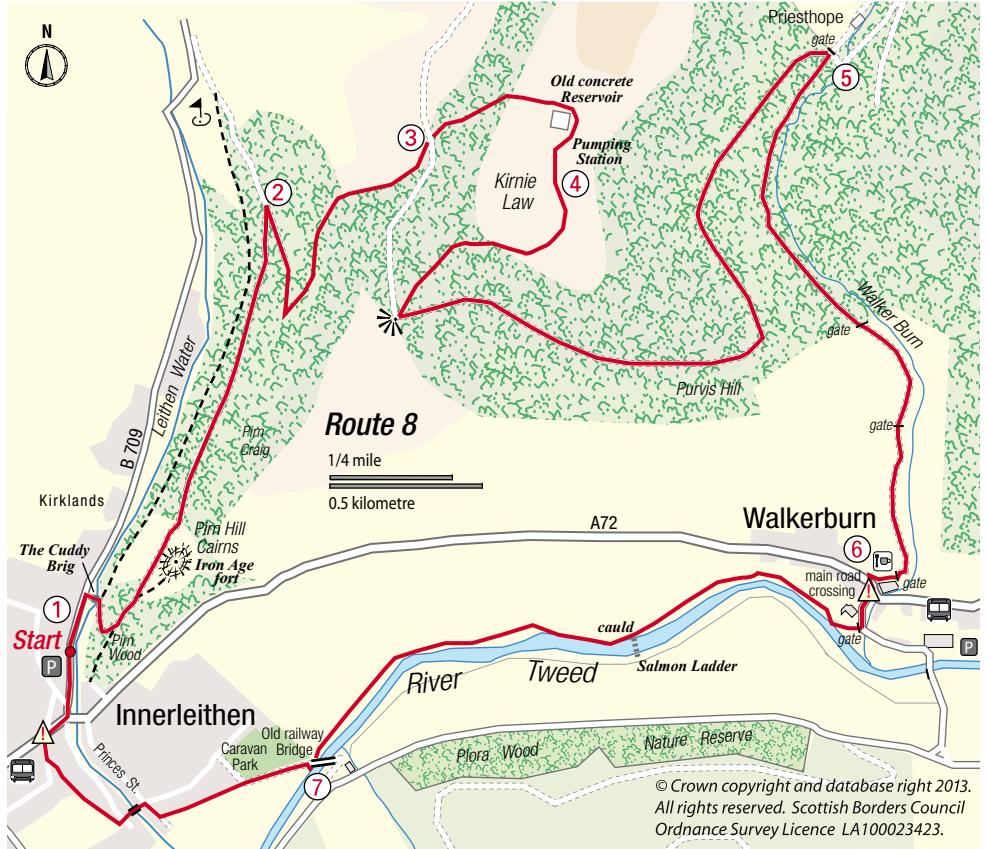 N
Priesthope
gate
5
Old concrete
Reservoir
3
Pumping
Station
2
4
Kirnie
Law
Leithen Water
Walker Burn
gate
Purvis Hill
Route 8
Pirn
Craig
1/4 mile
0.5 kilometre
gate
B 709
Kirklands
Pirn Hill
Cairns
Iron Age
fort
A72
Walkerburn
6
The Cuddy
Brig
main road
crossing
!
gate
1
Start
P
Pirn
Wood
cauld
gate
P
Salmon Ladder
River Tweed
Innerleithen
!
Old railway
Bridge
Caravan
Park
Princes St.
7
Plora Wood
Nature Reserve
© Crown copyright and database right 2013.
All rights reserved. Scottish Borders Council
Ordnance Survey Licence LA100023423.